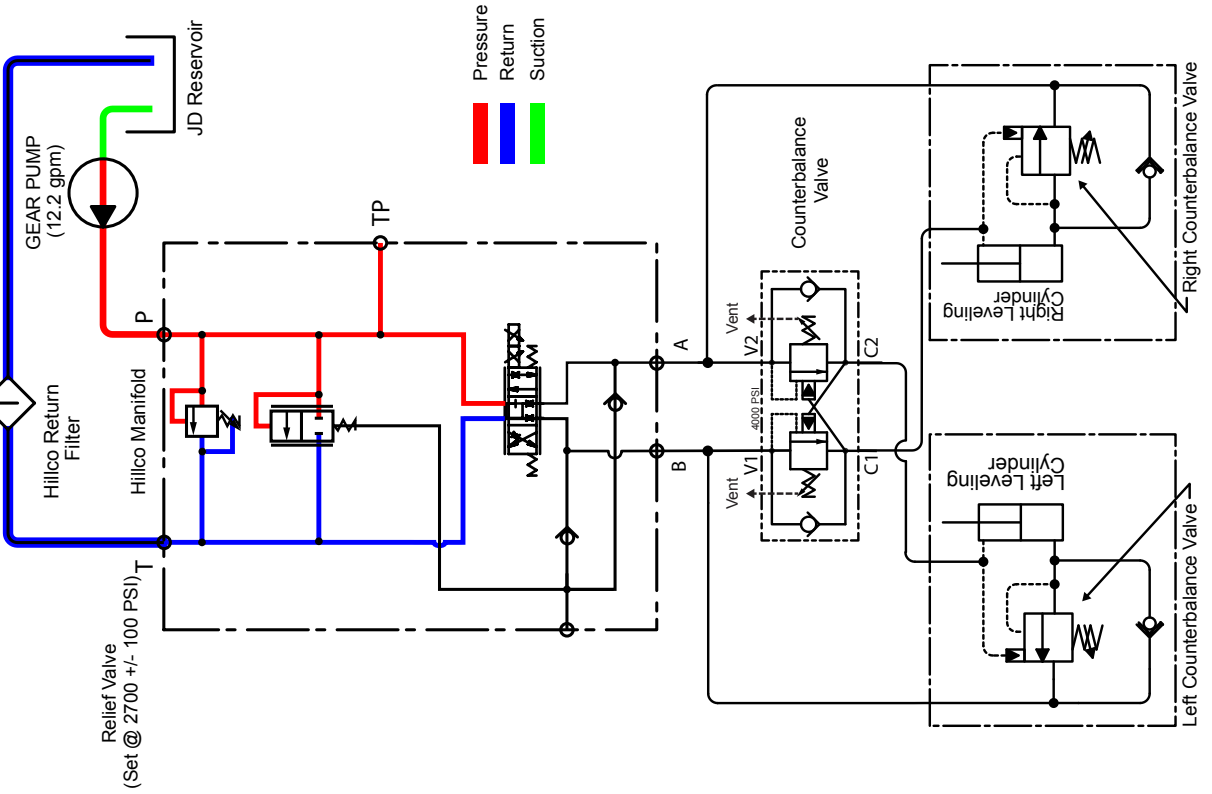 JD Reservoir
GEAR PUMP
(12.2 gpm)
Pressure
Return
Suction
TP
P
Hillco Return
Filter
Hillco Manifold
T
Relief Valve
(Set @ 2700 +/- 100 PSI)
A
B
Counterbalance
Valve
Vent
V2
4000 PSI
V1
Vent
C2
C1
Right Leveling
Cylinder
Right Counterbalance Valve
Left Leveling
Cylinder
Left Counterbalance Valve